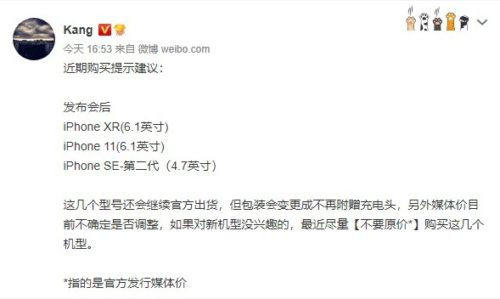 Kang
今天 16:53 来自 微博 weibo.com
近期购买提示建议：
发布会后
iPhone XR(6.1英寸)
iPhone 11(6.1英寸)
iPhone SE-第二代（4.7英寸）
这几个型号还会继续官方出货，但包装会变更成不再附赠充电头，另外媒体价目
前不确定是否调整，如果对新机型没兴趣的，最近尽量【不要原价*】购买这几个
机型。
*指的是官方发行媒体价